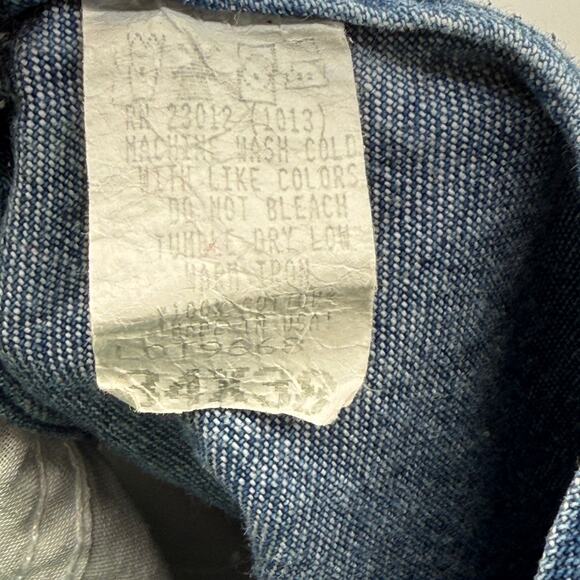 RN 23012 (1013)
MACHINE WASH COLD
WITH LIKE COLORS
DO NOT BLEACH
TUMBLE DRY LOW
WARM IRON
100% COTTON
MADE IN USA